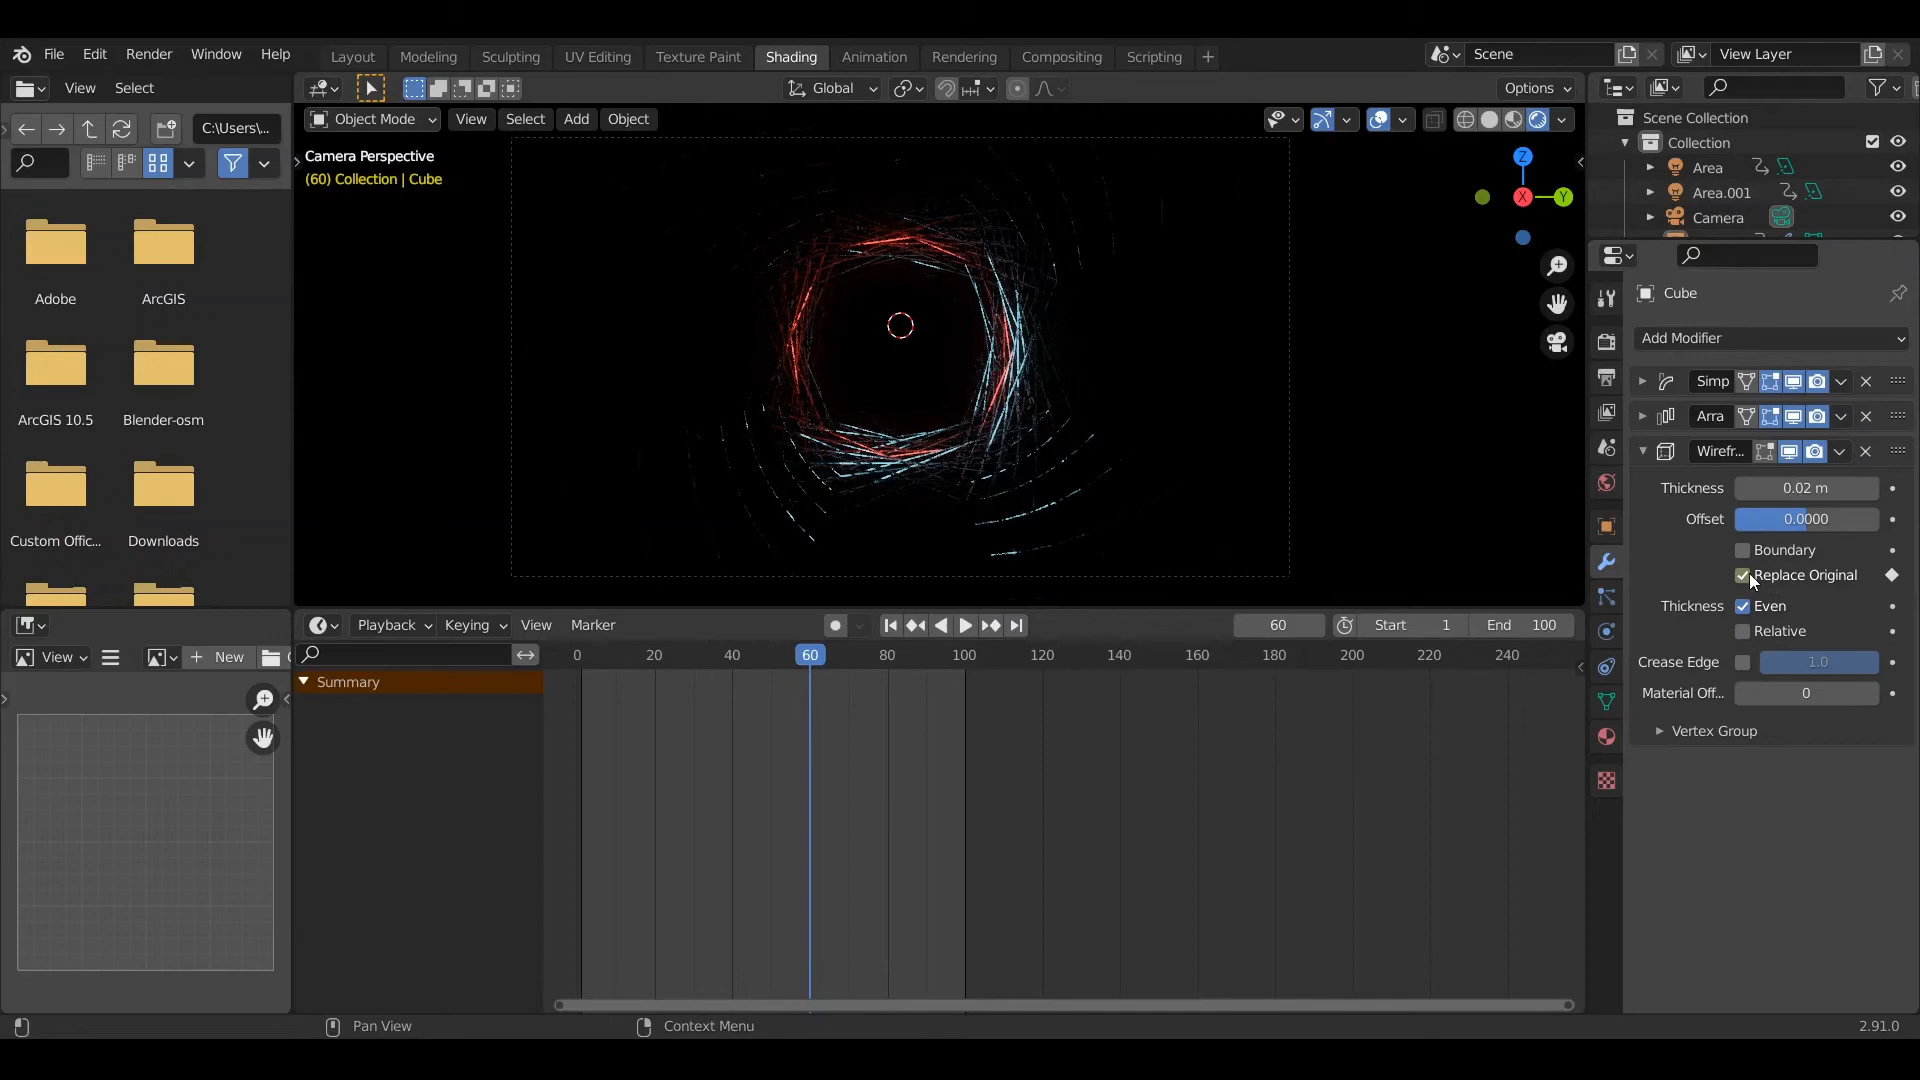 File Edit Render Window Help Layout Modeling Sculpting UV Editing Texture Paint Shading Animation Rendering Compositing Scripting + Scene View Layer
View Select Global Options
C:\Users\... Object Mode View Select Add Object Scene Collection
Camera Perspective
(60) Collection | Cube
Collection
Area
Area.001
Camera
Z
X
Y
Adobe ArcGIS
ArcGIS 10.5 Blender-osm
Custom Offic... Downloads
Cube
Add Modifier
Simp
Arra
Wirefr...
Thickness 0.02 m
Offset 0.0000
Boundary
Replace Original
Thickness Even
Relative
Crease Edge 1.0
Material Off... 0
Vertex Group
Playback Keying View Marker 60 Start 1 End 100
View + New
0 20 40 60 80 100 120 140 160 180 200 220 240
Summary
Pan View Context Menu 2.91.0